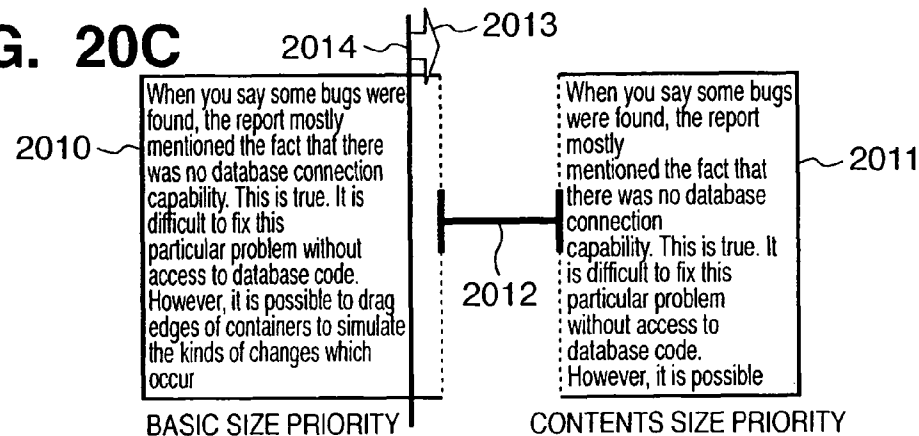 G. 20C
2014
2013
2010
When you say some bugs were
found, the report mostly
mentioned the fact that there
was no database connection
capability. This is true. It is
difficult to fix this
particular problem without
access to database code.
However, it is possible to drag
edges of containers to simulate
the kinds of changes which
occur
BASIC SIZE PRIORITY
2012
When you say some bugs
were found, the report
mostly
mentioned the fact that
there was no database
connection
capability. This is true. It
is difficult to fix this
particular problem
without access to
database code.
However, it is possible
2011
CONTENTS SIZE PRIORITY